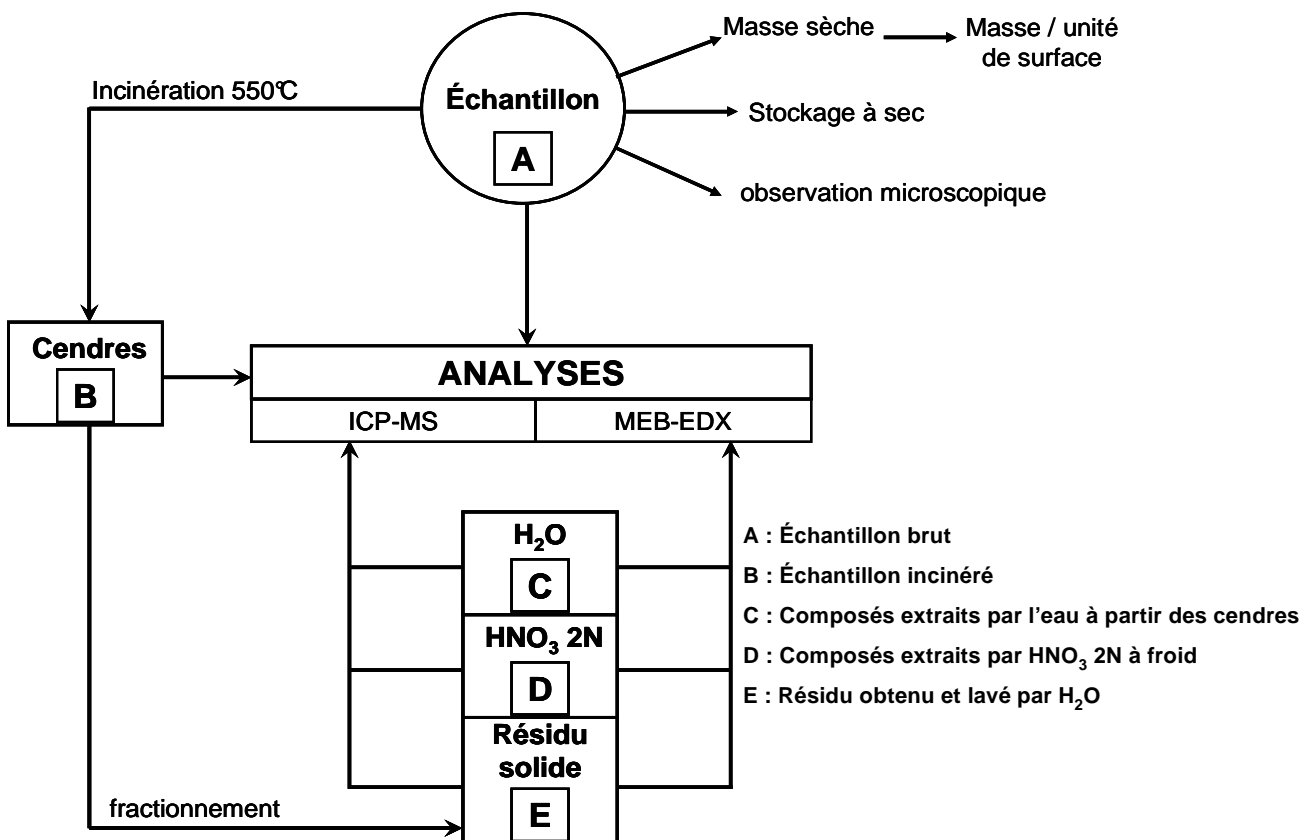 Masse sèche
Masse / unité
de surface
Incinération 550°C
Échantillon
A
Stockage à sec
observation microscopique
Cendres
B
ANALYSES
ICP-MS
MEB-EDX
H₂O
C
HNO₃ 2N
D
Résidu
solide
E
fractionnement
A : Échantillon brut
B : Échantillon incinéré
C : Composés extraits par l'eau à partir des cendres
D : Composés extraits par HNO₃ 2N à froid
E : Résidu obtenu et lavé par H₂O